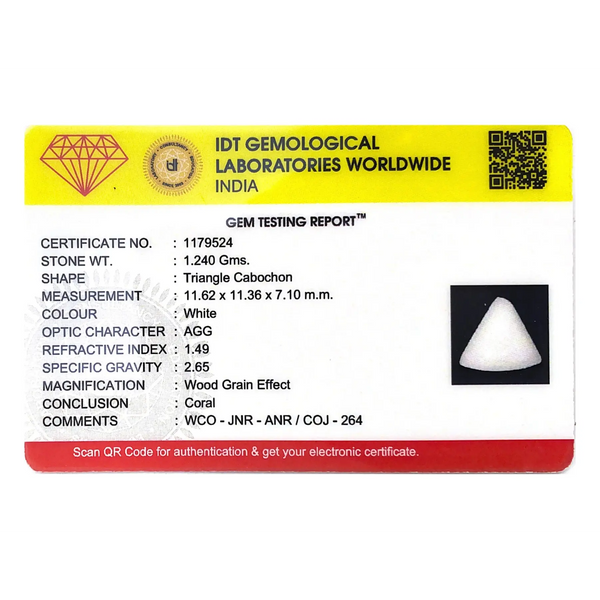 IDT GEMOLOGICAL
LABORATORIES WORLDWIDE
INDIA
GEM TESTING REPORT™
CERTIFICATE NO. : 1179524
STONE WT. : 1.240 Gms.
SHAPE : Triangle Cabochon
MEASUREMENT : 11.62 x 11.36 x 7.10 m.m.
COLOUR : White
OPTIC CHARACTER : AGG
REFRACTIVE INDEX : 1.49
SPECIFIC GRAVITY : 2.65
MAGNIFICATION : Wood Grain Effect
CONCLUSION : Coral
COMMENTS : WCO - JNR - ANR / COJ - 264
Scan QR Code for authentication & get your electronic certificate.